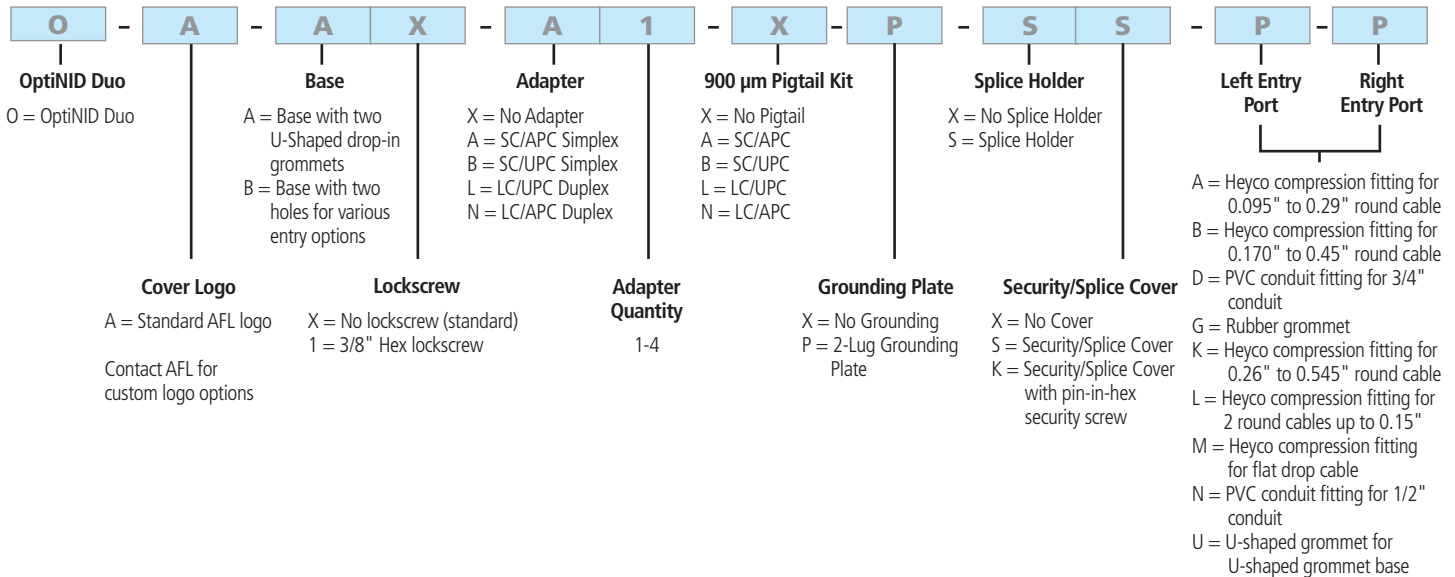 O – A – A X – A 1 – X – P – S S – P – P
OptiNID Duo
O = OptiNID Duo
Cover Logo
A = Standard AFL logo
Contact AFL for
custom logo options
Base
A = Base with two
U-Shaped drop-in
grommets
B = Base with two
holes for various
entry options
Lockscrew
X = No lockscrew (standard)
1 = 3/8" Hex lockscrew
Adapter
X = No Adapter
A = SC/APC Simplex
B = SC/UPC Simplex
L = LC/UPC Duplex
N = LC/APC Duplex
Adapter
Quantity
1-4
900 µm Pigtail Kit
X = No Pigtail
A = SC/APC
B = SC/UPC
L = LC/UPC
N = LC/APC
Grounding Plate
X = No Grounding
P = 2-Lug Grounding
Plate
Splice Holder
X = No Splice Holder
S = Splice Holder
Security/Splice Cover
X = No Cover
S = Security/Splice Cover
K = Security/Splice Cover
with pin-in-hex
security screw
Left Entry
Port
Right
Entry Port
A = Heyco compression fitting for
0.095" to 0.29" round cable
B = Heyco compression fitting for
0.170" to 0.45" round cable
D = PVC conduit fitting for 3/4"
conduit
G = Rubber grommet
K = Heyco compression fitting for
0.26" to 0.545" round cable
L = Heyco compression fitting for
2 round cables up to 0.15"
M = Heyco compression fitting
for flat drop cable
N = PVC conduit fitting for 1/2"
conduit
U = U-shaped grommet for
U-shaped grommet base